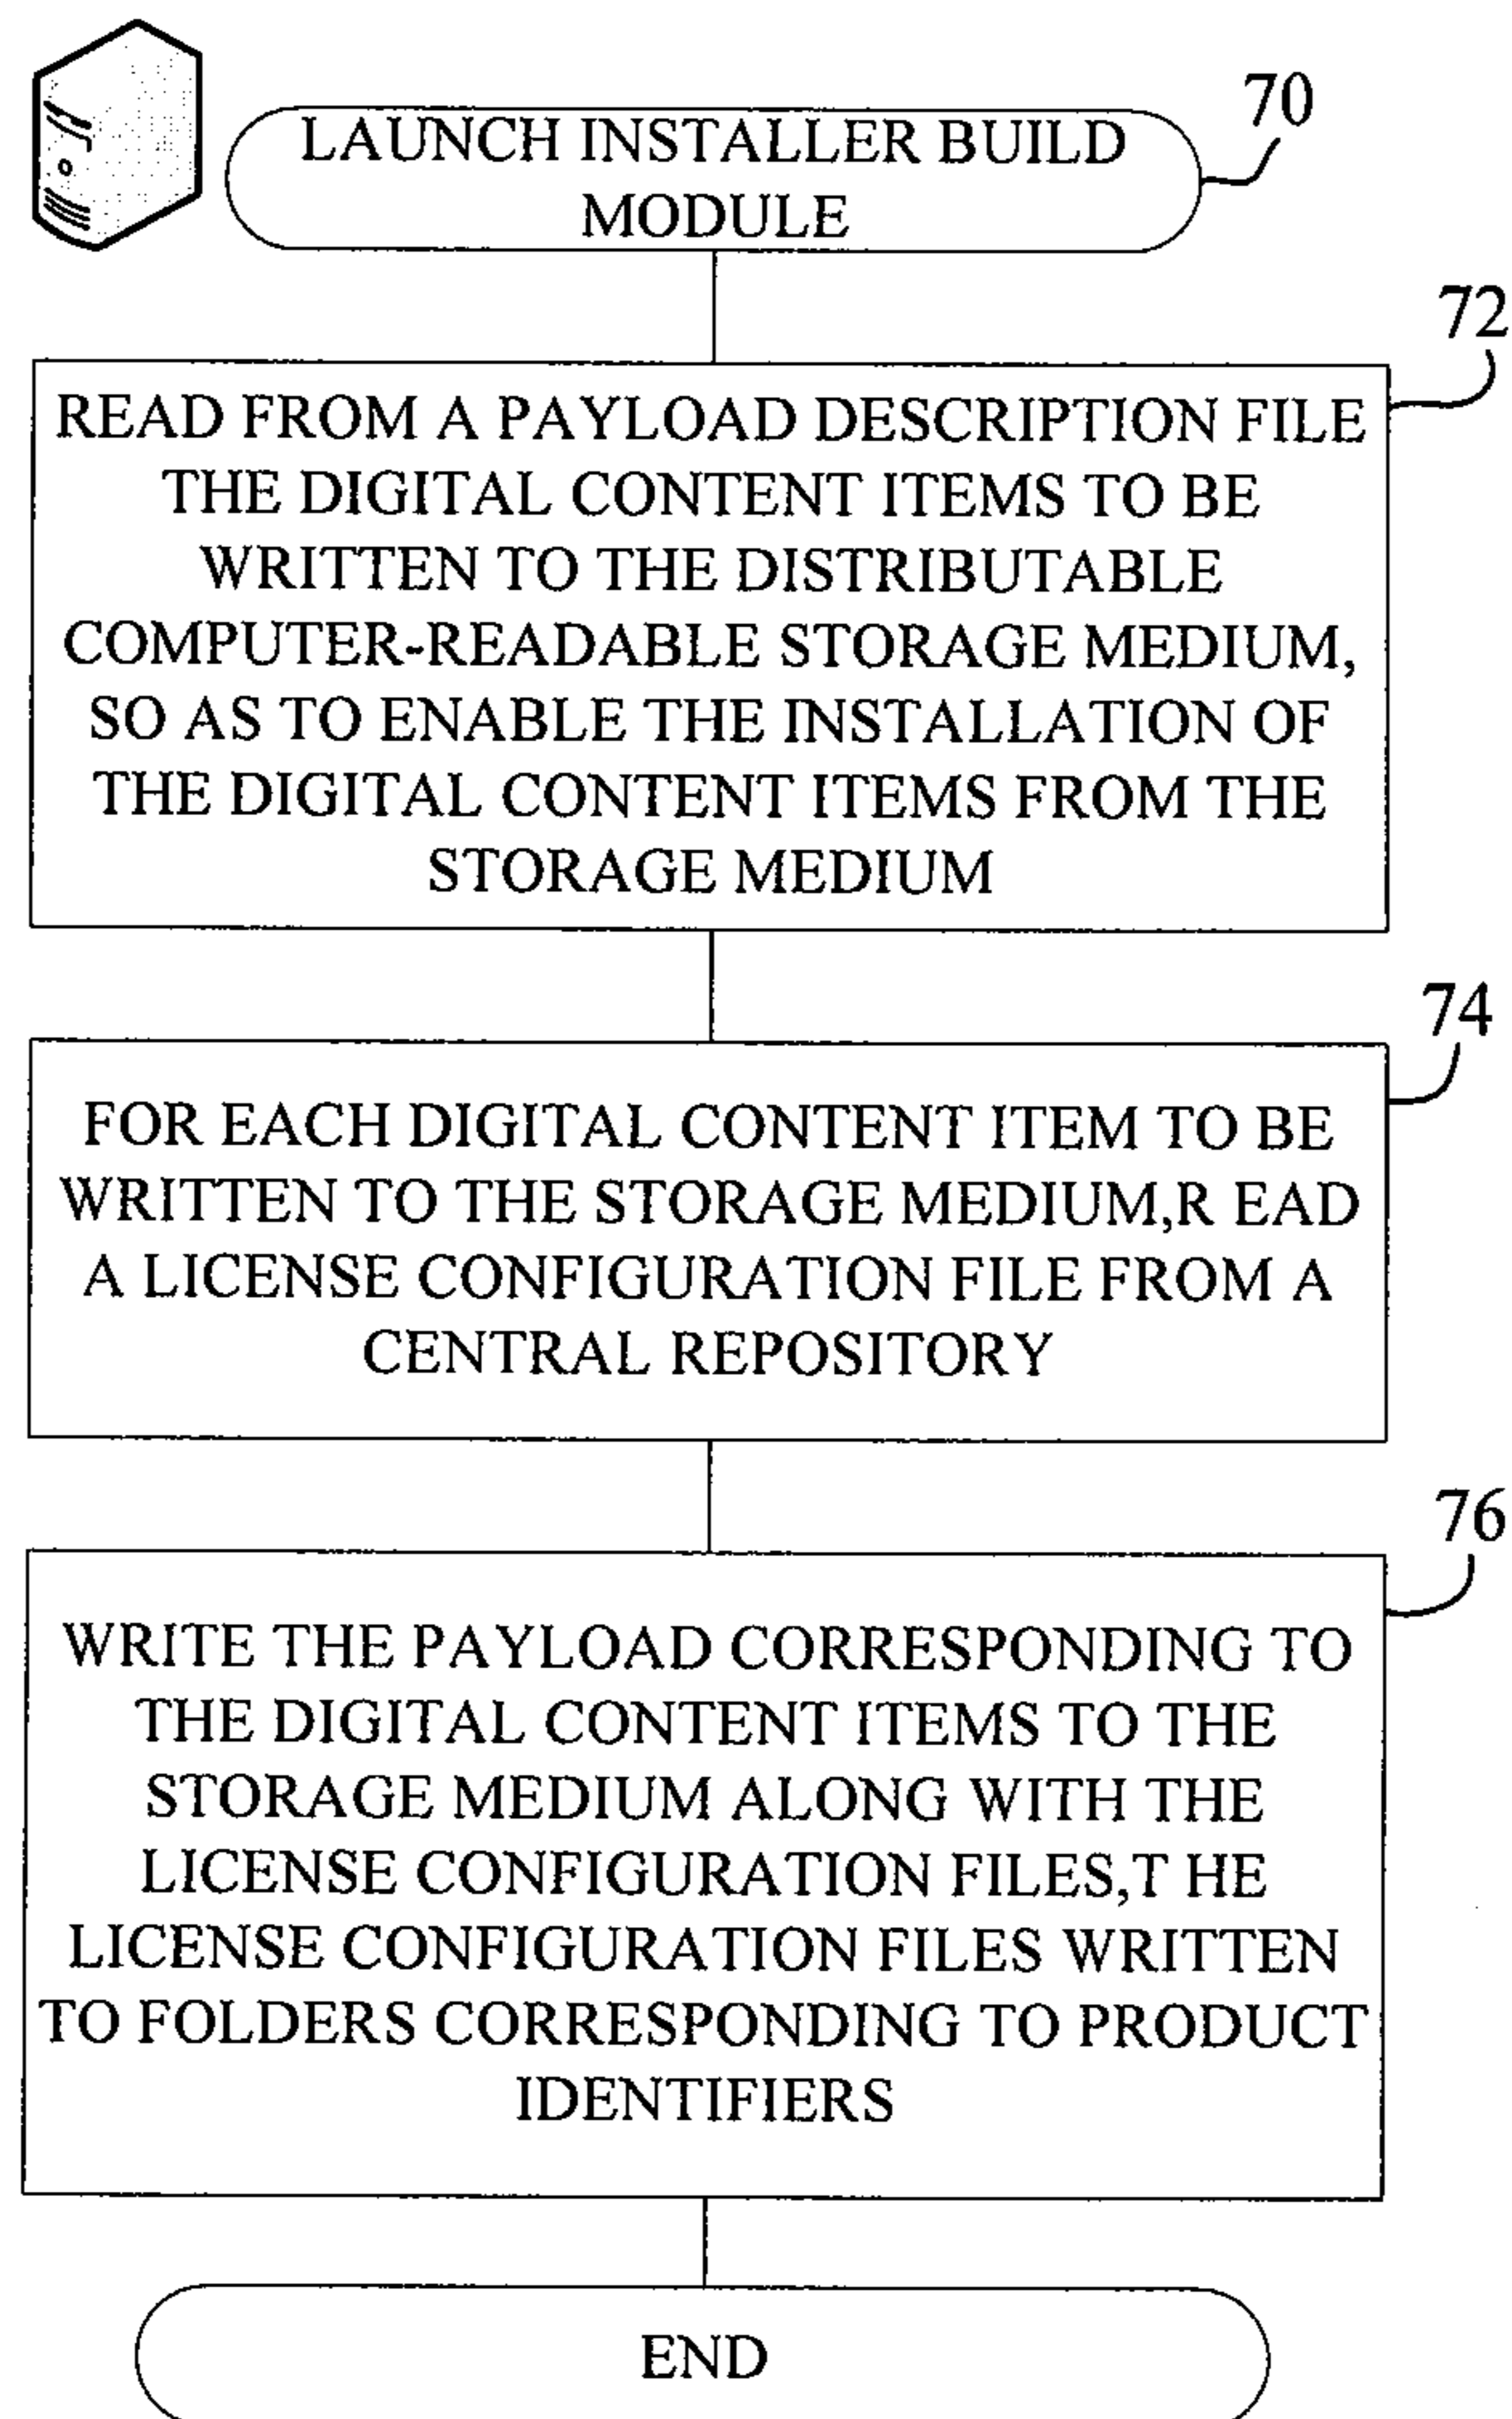 70
LAUNCH INSTALLER BUILD
MODULE
72
READ FROM A PAYLOAD DESCRIPTION FILE
THE DIGITAL CONTENT ITEMS TO BE
WRITTEN TO THE DISTRIBUTABLE
COMPUTER-READABLE STORAGE MEDIUM,
SO AS TO ENABLE THE INSTALLATION OF
THE DIGITAL CONTENT ITEMS FROM THE
STORAGE MEDIUM
74
FOR EACH DIGITAL CONTENT ITEM TO BE
WRITTEN TO THE STORAGE MEDIUM,R EAD
A LICENSE CONFIGURATION FILE FROM A
CENTRAL REPOSITORY
76
WRITE THE PAYLOAD CORRESPONDING TO
THE DIGITAL CONTENT ITEMS TO THE
STORAGE MEDIUM ALONG WITH THE
LICENSE CONFIGURATION FILES,T HE
LICENSE CONFIGURATION FILES WRITTEN
TO FOLDERS CORRESPONDING TO PRODUCT
IDENTIFIERS
END